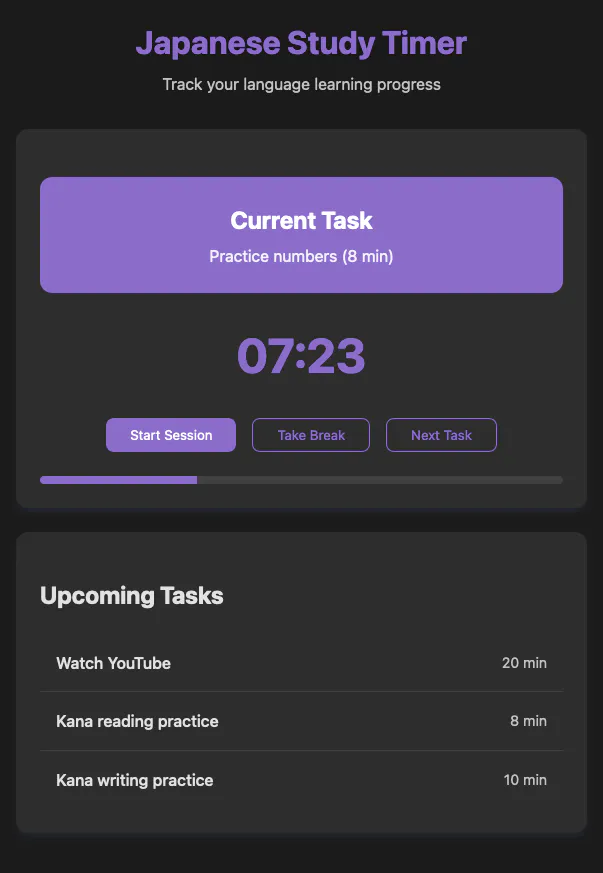 Japanese Study Timer
Track your language learning progress
Current Task
Practice numbers (8 min)
07:23
Start Session Take Break Next Task
Upcoming Tasks
Watch YouTube 20 min
Kana reading practice 8 min
Kana writing practice 10 min